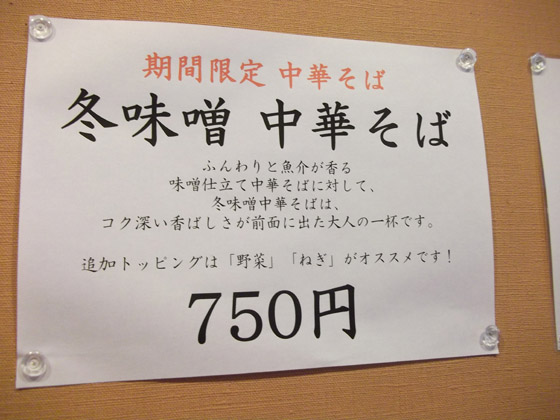 期間限定 中華そば
冬味噌 中華そば
ふんわりと魚介が香る
味噌仕立て中華そばに対して、
冬味噌中華そばは、
コク深い香ばしさが前面に出た大人の一杯です。
追加トッピングは「野菜」「ねぎ」がオススメです！
750円